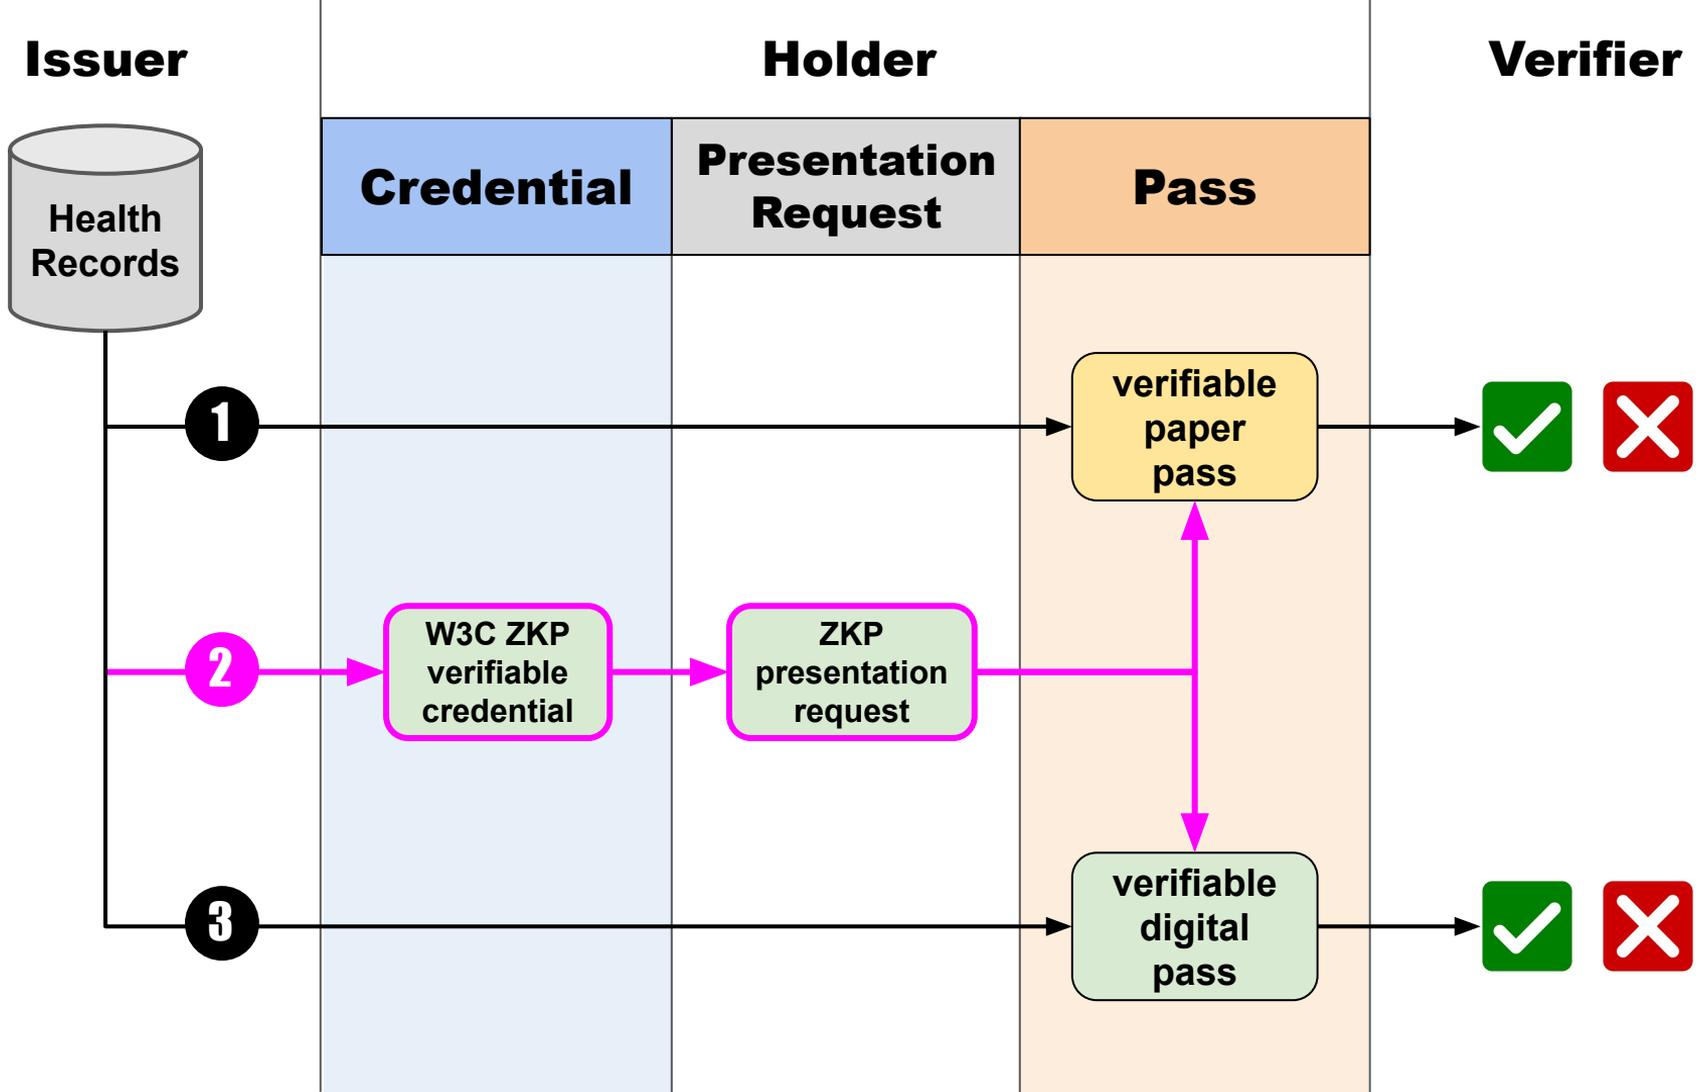 Issuer
Holder
Verifier
Health
Records
Credential
Presentation
Request
Pass
1
verifiable
paper
pass
2
W3C ZKP
verifiable
credential
ZKP
presentation
request
3
verifiable
digital
pass